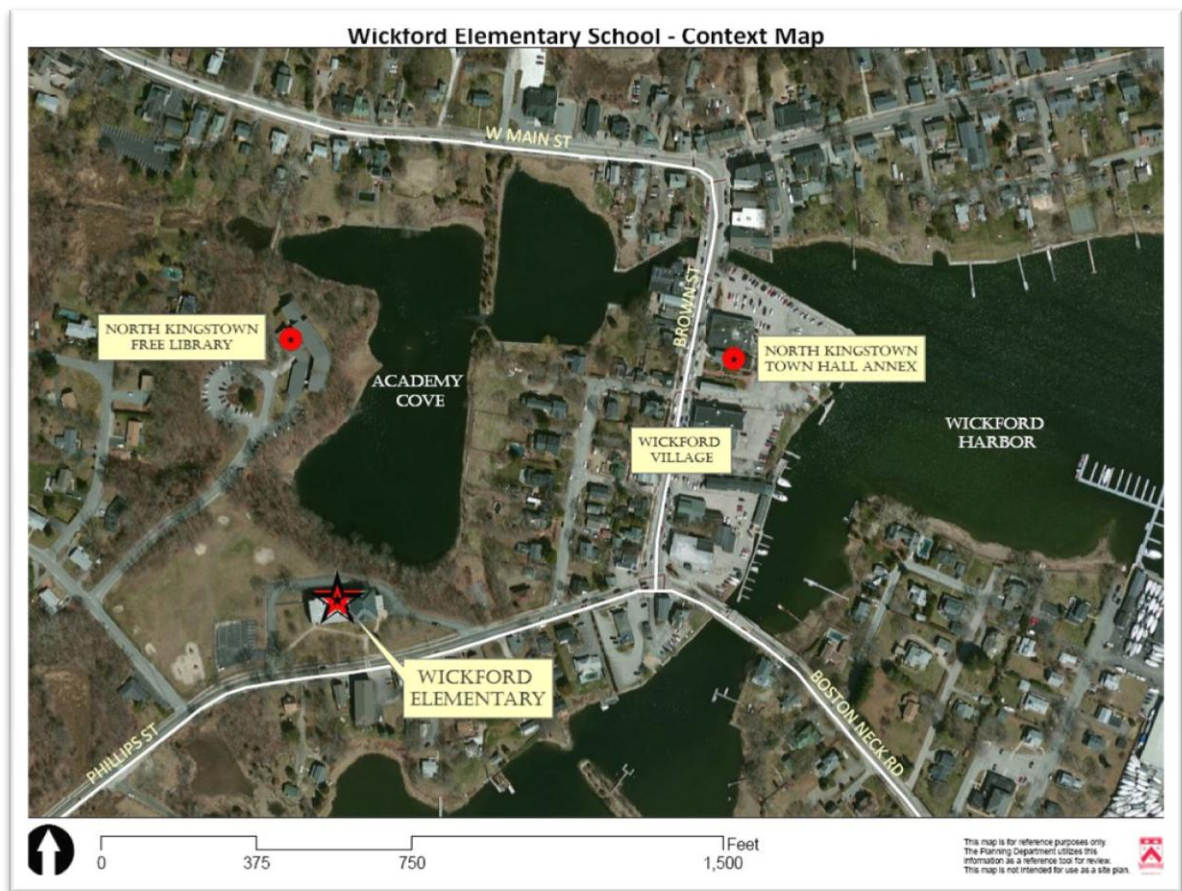 Wickford Elementary School - Context Map
W MAIN ST
BROWN ST
NORTH KINGSTOWN
FREE LIBRARY
NORTH KINGSTOWN
TOWN HALL ANNEX
ACADEMY
COVE
WICKFORD
HARBOR
WICKFORD
VILLAGE
WICKFORD
ELEMENTARY
PHILLIPS ST
BOSTON NECK RD
0 375 750 1,500 Feet
This map is for reference purposes only.
The Planning Department utilizes this
information as a reference tool for review.
This map is not intended for use as a site plan.